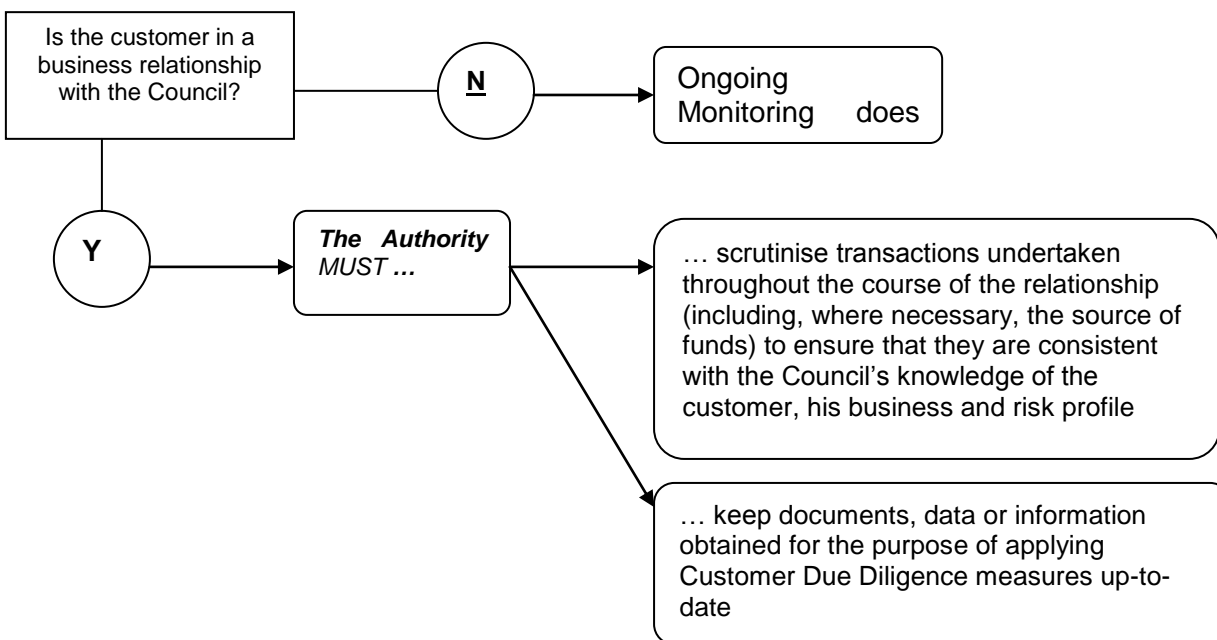 Is the customer in a
business relationship
with the Council?
N
Ongoing
Monitoring does
Y
The Authority
MUST …
… scrutinise transactions undertaken
throughout the course of the relationship
(including, where necessary, the source of
funds) to ensure that they are consistent
with the Council’s knowledge of the
customer, his business and risk profile
… keep documents, data or information
obtained for the purpose of applying
Customer Due Diligence measures up-to-
date